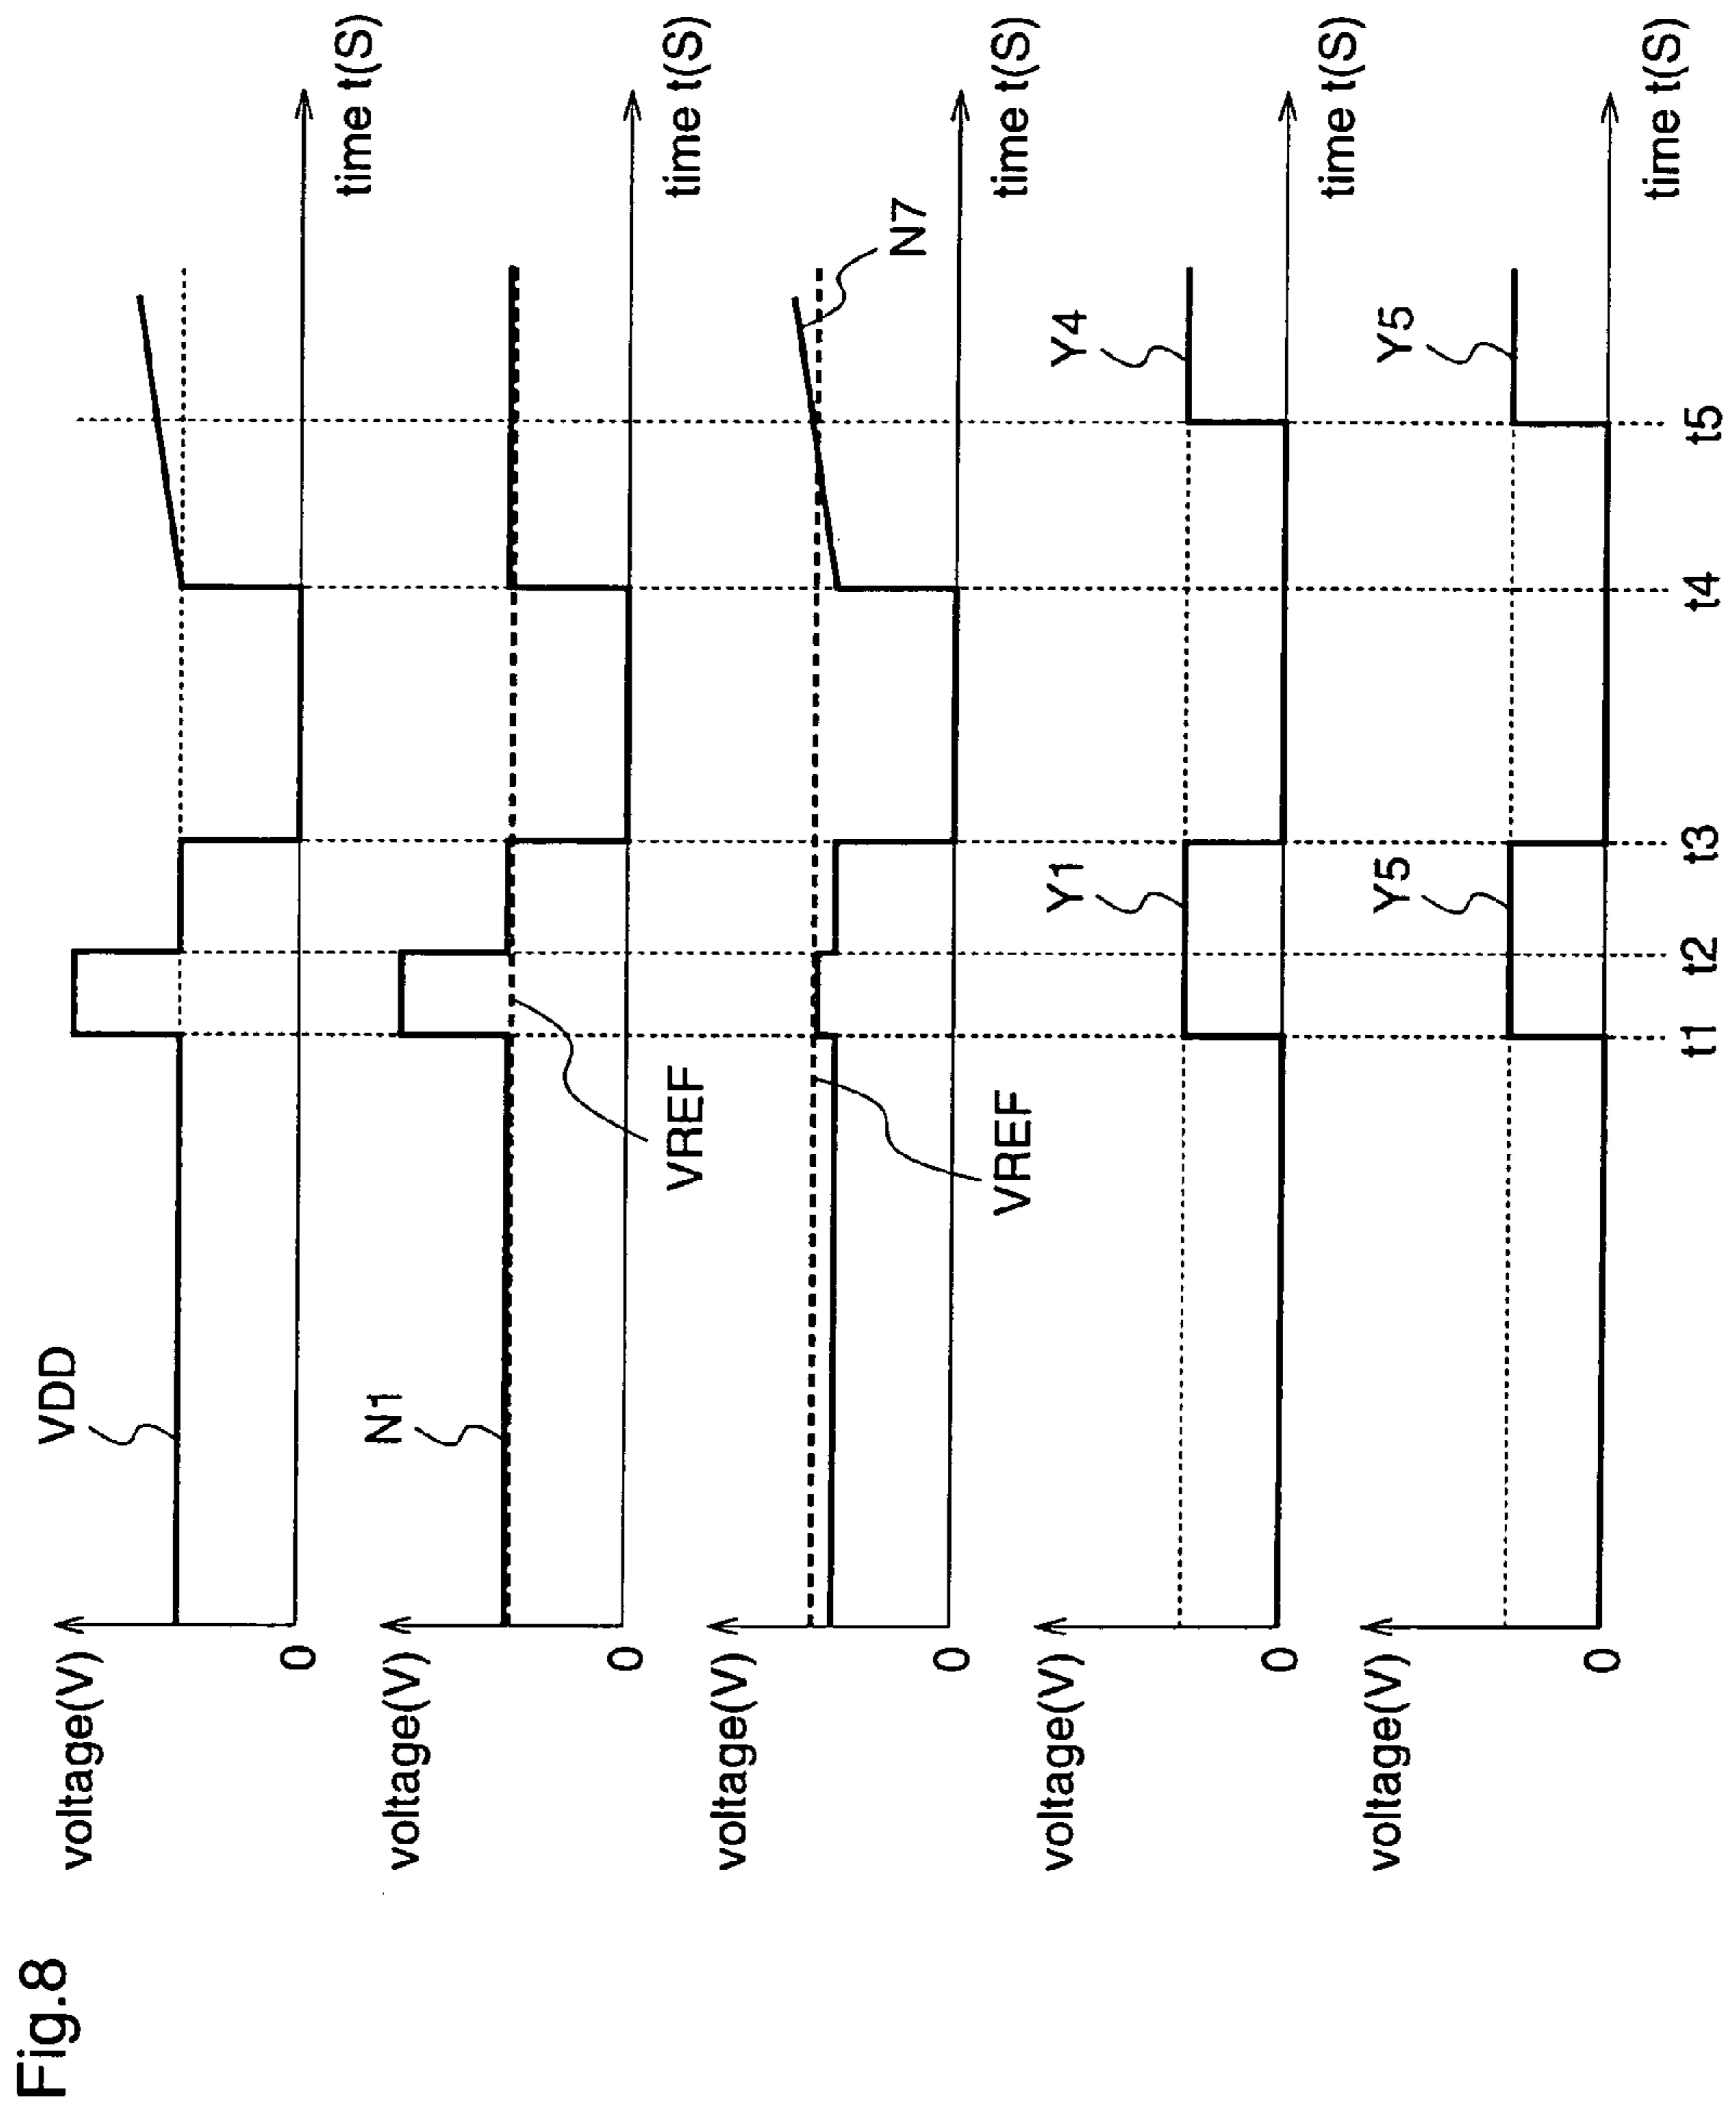 Fig.8
voltage(V)
VDD
0
time t(S)
voltage(V)
N1
VREF
0
time t(S)
voltage(V)
VREF
N7
0
time t(S)
voltage(V)
Y1
Y4
0
time t(S)
voltage(V)
Y5
Y5
0
t1 t2 t3 t4 t5
time t(S)